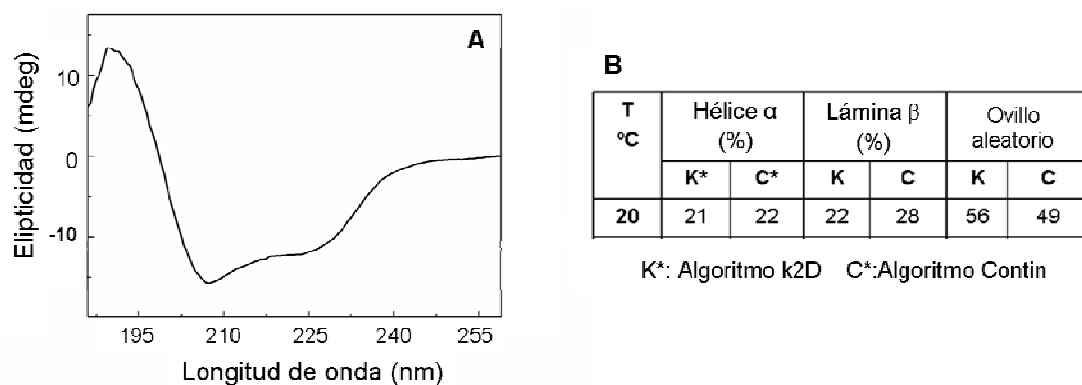 A
10
0
-10
Elipticidad (mdeg)
195 210 225 240 255
Longitud de onda (nm)
B
T ºC Hélice α (%) Lámina β (%) Ovillo aleatorio
K* C* K C K C
20 21 22 22 28 56 49
K*: Algoritmo k2D C*:Algoritmo Contin